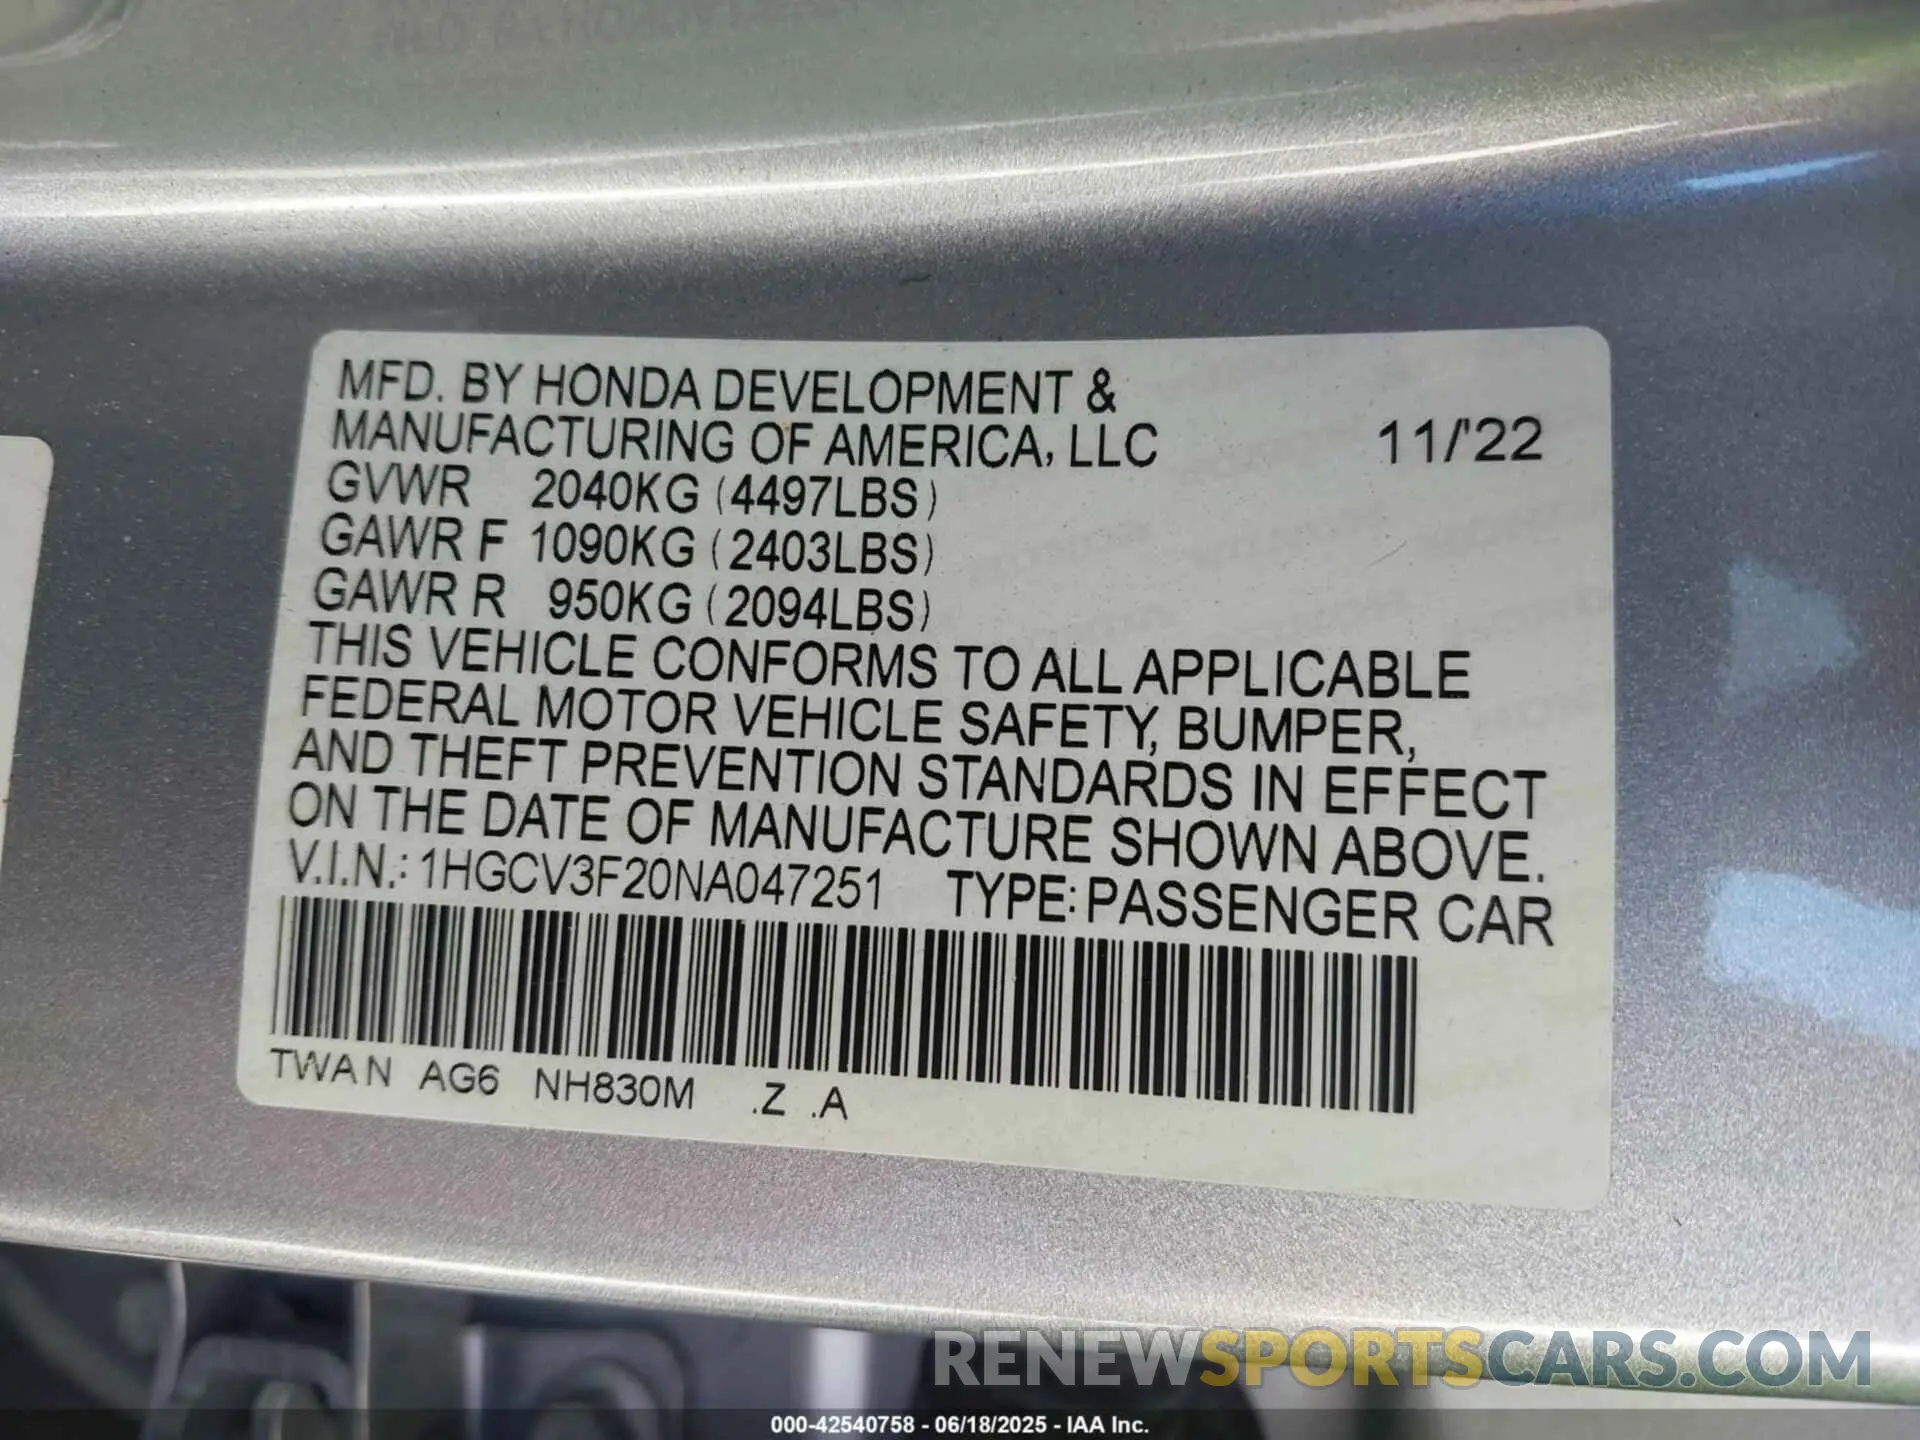 MFD. BY HONDA DEVELOPMENT &
MANUFACTURING OF AMERICA, LLC 11/'22
GVWR 2040KG (4497LBS)
GAWR F 1090KG (2403LBS)
GAWR R 950KG (2094LBS)
THIS VEHICLE CONFORMS TO ALL APPLICABLE
FEDERAL MOTOR VEHICLE SAFETY, BUMPER,
AND THEFT PREVENTION STANDARDS IN EFFECT
ON THE DATE OF MANUFACTURE SHOWN ABOVE.
V.I.N.: 1HGCV3F20NA047251 TYPE: PASSENGER CAR
TWAN AG6 NH830M .Z .A
RENEWSPORTSCARS.COM
000-42540758 - 06/18/2025 - IAA Inc.